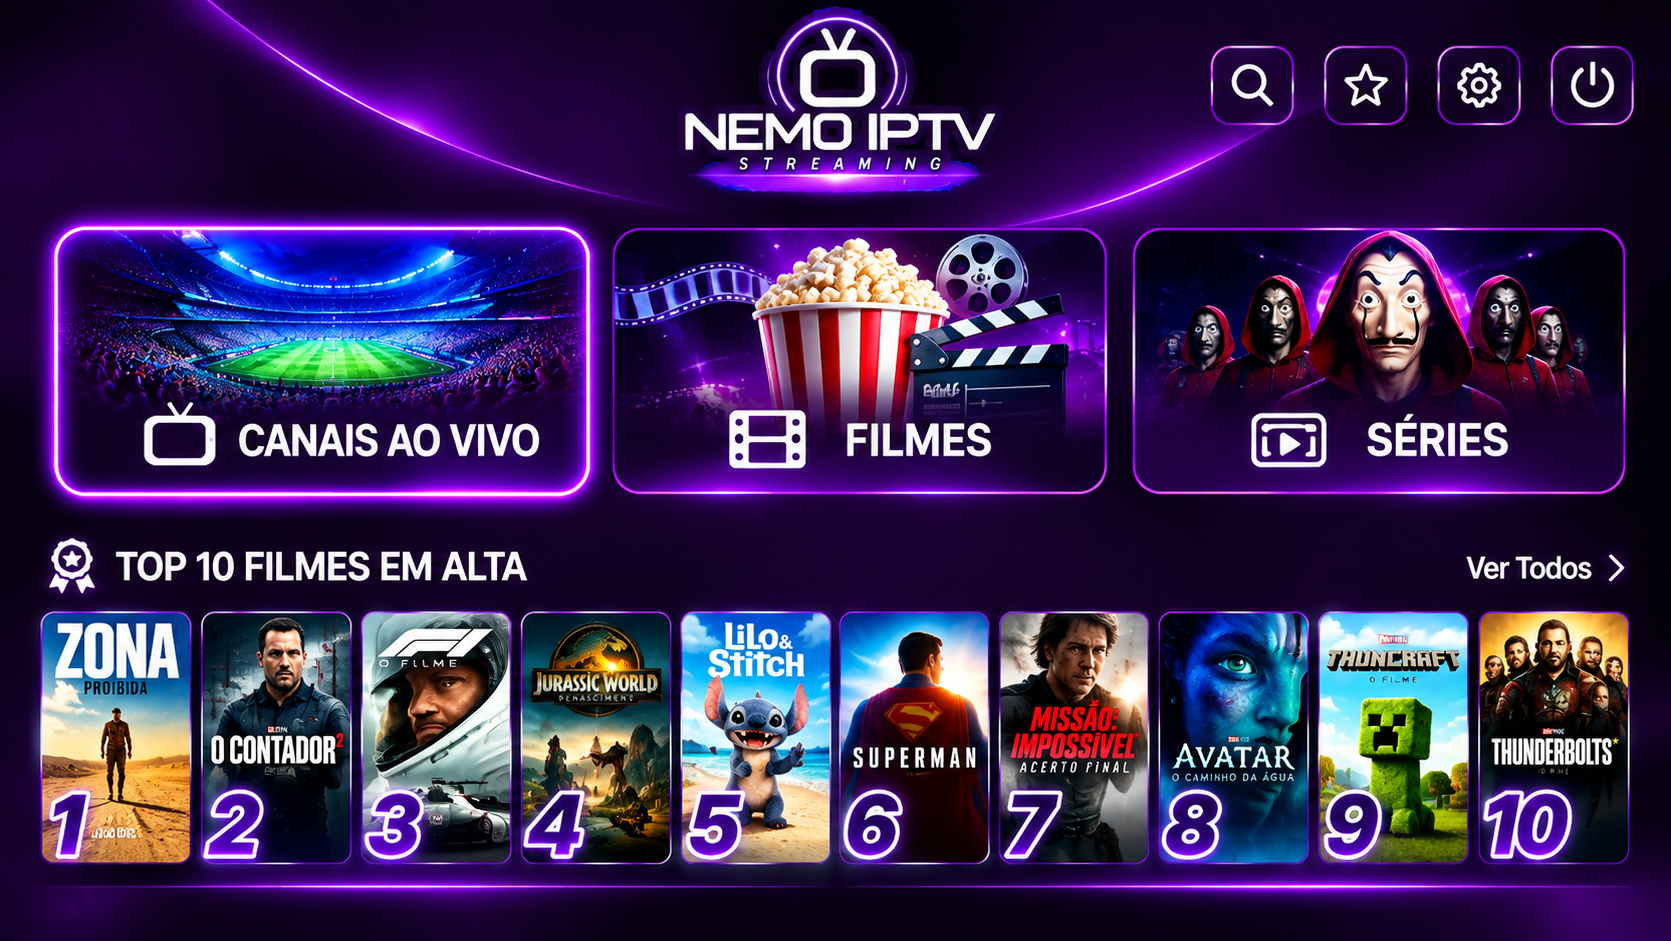 NEMO IPTV
STREAMING
CANAIS AO VIVO
FILMES
SÉRIES
TOP 10 FILMES EM ALTA
Ver Todos
ZONA
PROIBIDA
1
O CONTADOR²
2
F1
O FILME
3
JURASSIC WORLD
4
LiLo &
Stitch
5
SUPERMAN
6
MISSÃO:
IMPOSSÍVEL
ACERTO FINAL
7
AVATAR
O CAMINHO DA ÁGUA
8
THUNCRAFT
O FILME
9
THUNDERBOLTS*
10